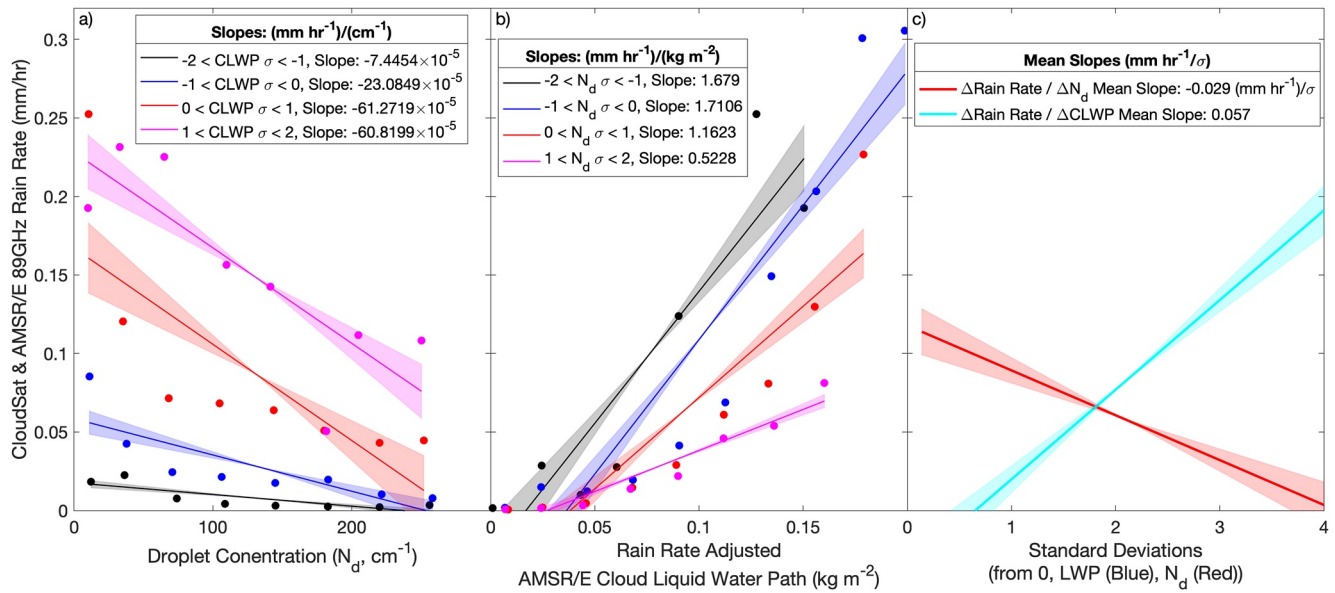 a)
Slopes: (mm hr⁻¹)/(cm⁻¹)
-2 < CLWP σ < -1, Slope: -7.4454×10⁻⁵
-1 < CLWP σ < 0, Slope: -23.0849×10⁻⁵
0 < CLWP σ < 1, Slope: -61.2719×10⁻⁵
1 < CLWP σ < 2, Slope: -60.8199×10⁻⁵
CloudSat & AMSR/E 89GHz Rain Rate (mm/hr)
0.3
0.25
0.2
0.15
0.1
0.05
0
0 100 200
Droplet Conentration (N_d, cm⁻¹)
b)
Slopes: (mm hr⁻¹)/(kg m⁻²)
-2 < N_d σ < -1, Slope: 1.679
-1 < N_d σ < 0, Slope: 1.7106
0 < N_d σ < 1, Slope: 1.1623
1 < N_d σ < 2, Slope: 0.5228
0.05 0.1 0.15
Rain Rate Adjusted
AMSR/E Cloud Liquid Water Path (kg m⁻²)
c)
Mean Slopes (mm hr⁻¹/σ)
ΔRain Rate / ΔN_d Mean Slope: -0.029 (mm hr⁻¹)/σ
ΔRain Rate / ΔCLWP Mean Slope: 0.057
0 1 2 3 4
Standard Deviations
(from 0, LWP (Blue), N_d (Red))